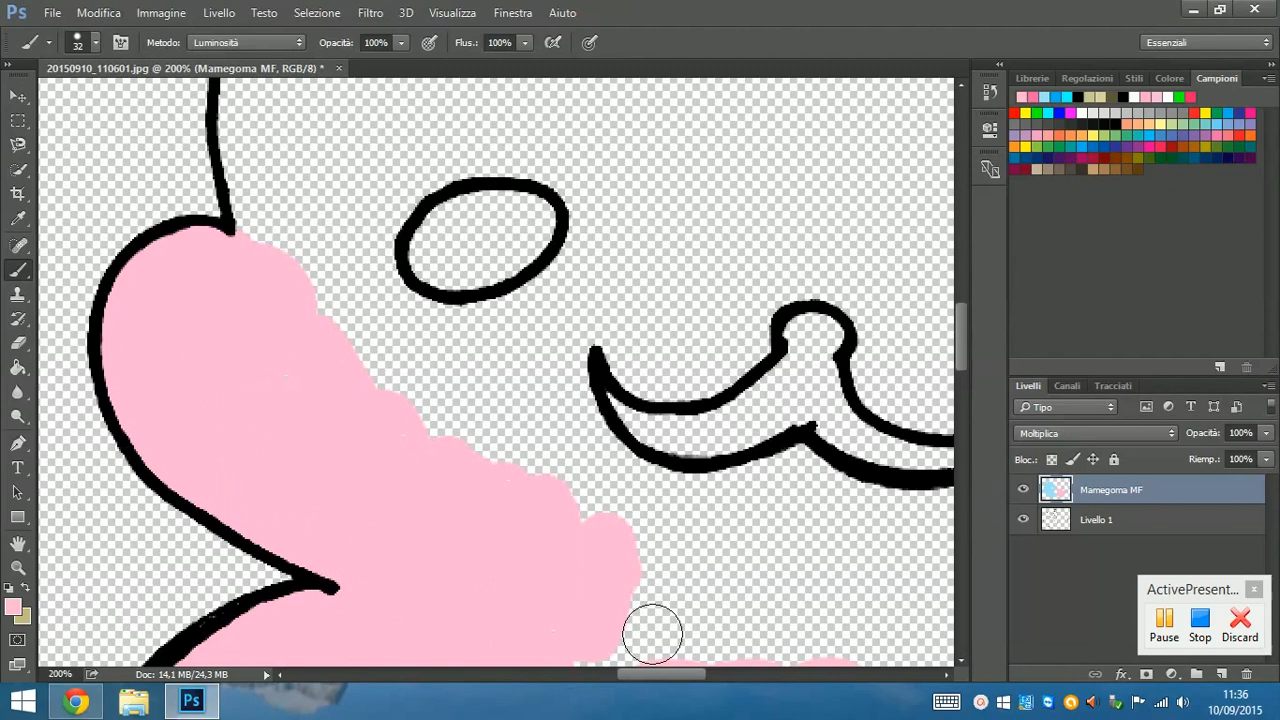 Ps File Modifica Immagine Livello Testo Selezione Filtro 3D Visualizza Finestra Aiuto
32 Metodo: Luminosità Opacità: 100% Flus.: 100% Essenziali
20150910_110601.jpg @ 200% (Mamegoma MF, RGB/8) *
Librerie Regolazioni Stili Colore Campioni
Livelli Canali Tracciati
Tipo
Moltiplica Opacità: 100%
Bloc.: Riemp.: 100%
Mamegoma MF
Livello 1
ActivePresent...
Pause Stop Discard
200% Doc: 14,1 MB/24,3 MB
Ps
11:36
10/09/2015